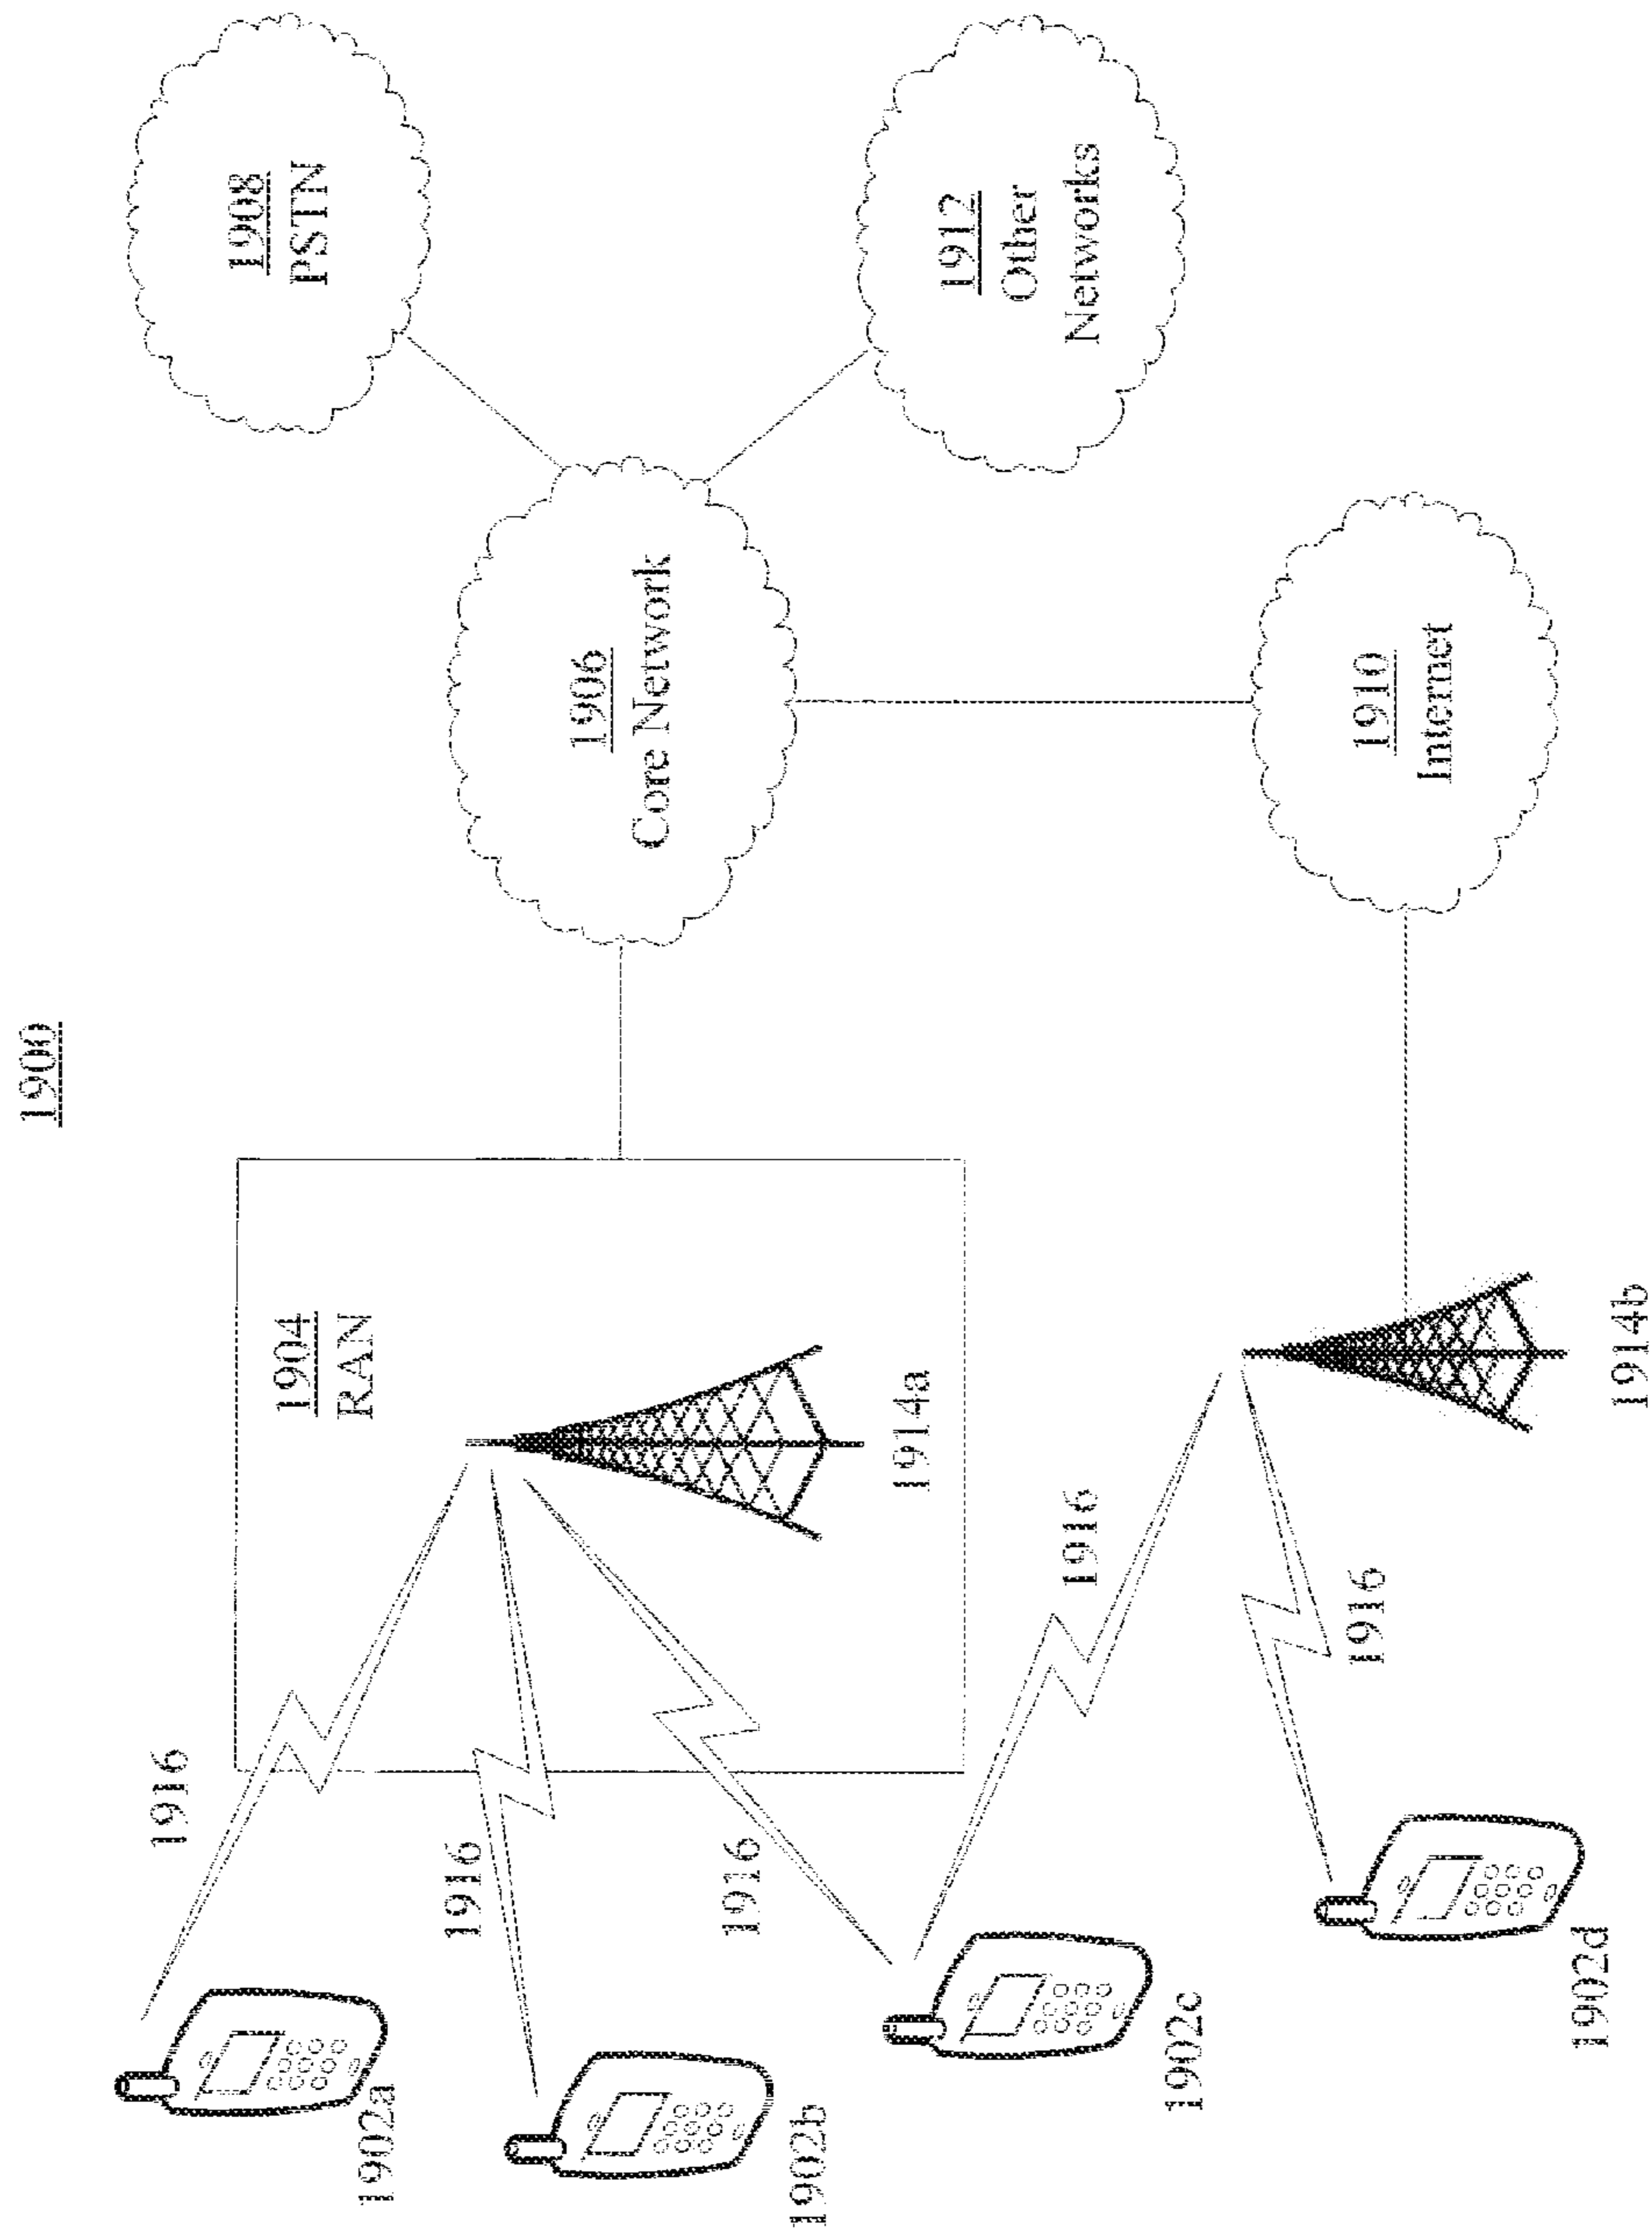 1900
1902a
1916
1904
RAN
1908
PSTN
1902b
1916
1906
Core Network
1902c
1916
1914a
1912
Other
Networks
1916
1902d
1916
1914b
1910
Internet